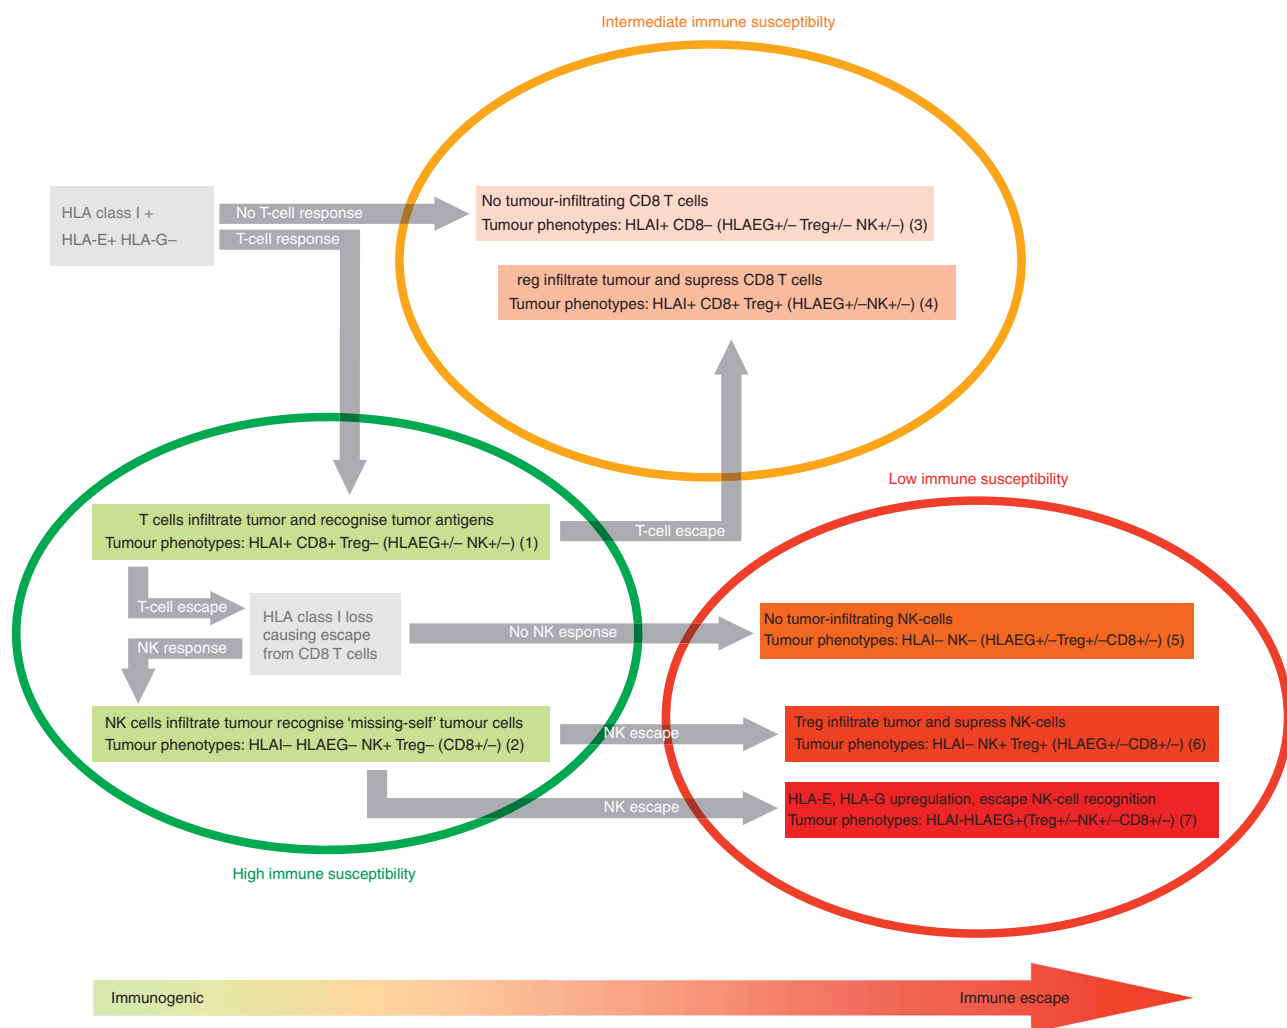 Intermediate immune susceptibilty
HLA class I +
HLA-E+ HLA-G–
No T-cell response
T-cell response
No tumour-infiltrating CD8 T cells
Tumour phenotypes: HLAI+ CD8– (HLAEG+/– Treg+/– NK+/–) (3)
reg infiltrate tumour and supress CD8 T cells
Tumour phenotypes: HLAI+ CD8+ Treg+ (HLAEG+/–NK+/–) (4)
Low immune susceptibility
T cells infiltrate tumor and recognise tumor antigens
Tumour phenotypes: HLAI+ CD8+ Treg– (HLAEG+/– NK+/–) (1)
T-cell escape
T-cell escape
HLA class I loss
causing escape
from CD8 T cells
NK response
No NK esponse
No tumor-infiltrating NK-cells
Tumour phenotypes: HLAI– NK– (HLAEG+/–Treg+/–CD8+/–) (5)
NK cells infiltrate tumour recognise ‘missing-self’ tumour cells
Tumour phenotypes: HLAI– HLAEG– NK+ Treg– (CD8+/–) (2)
NK escape
Treg infiltrate tumor and supress NK-cells
Tumour phenotypes: HLAI– NK+ Treg+ (HLAEG+/–CD8+/–) (6)
NK escape
HLA-E, HLA-G upregulation, escape NK-cell recognition
Tumour phenotypes: HLAI-HLAEG+(Treg+/–NK+/–CD8+/–) (7)
High immune susceptibility
Immunogenic
Immune escape